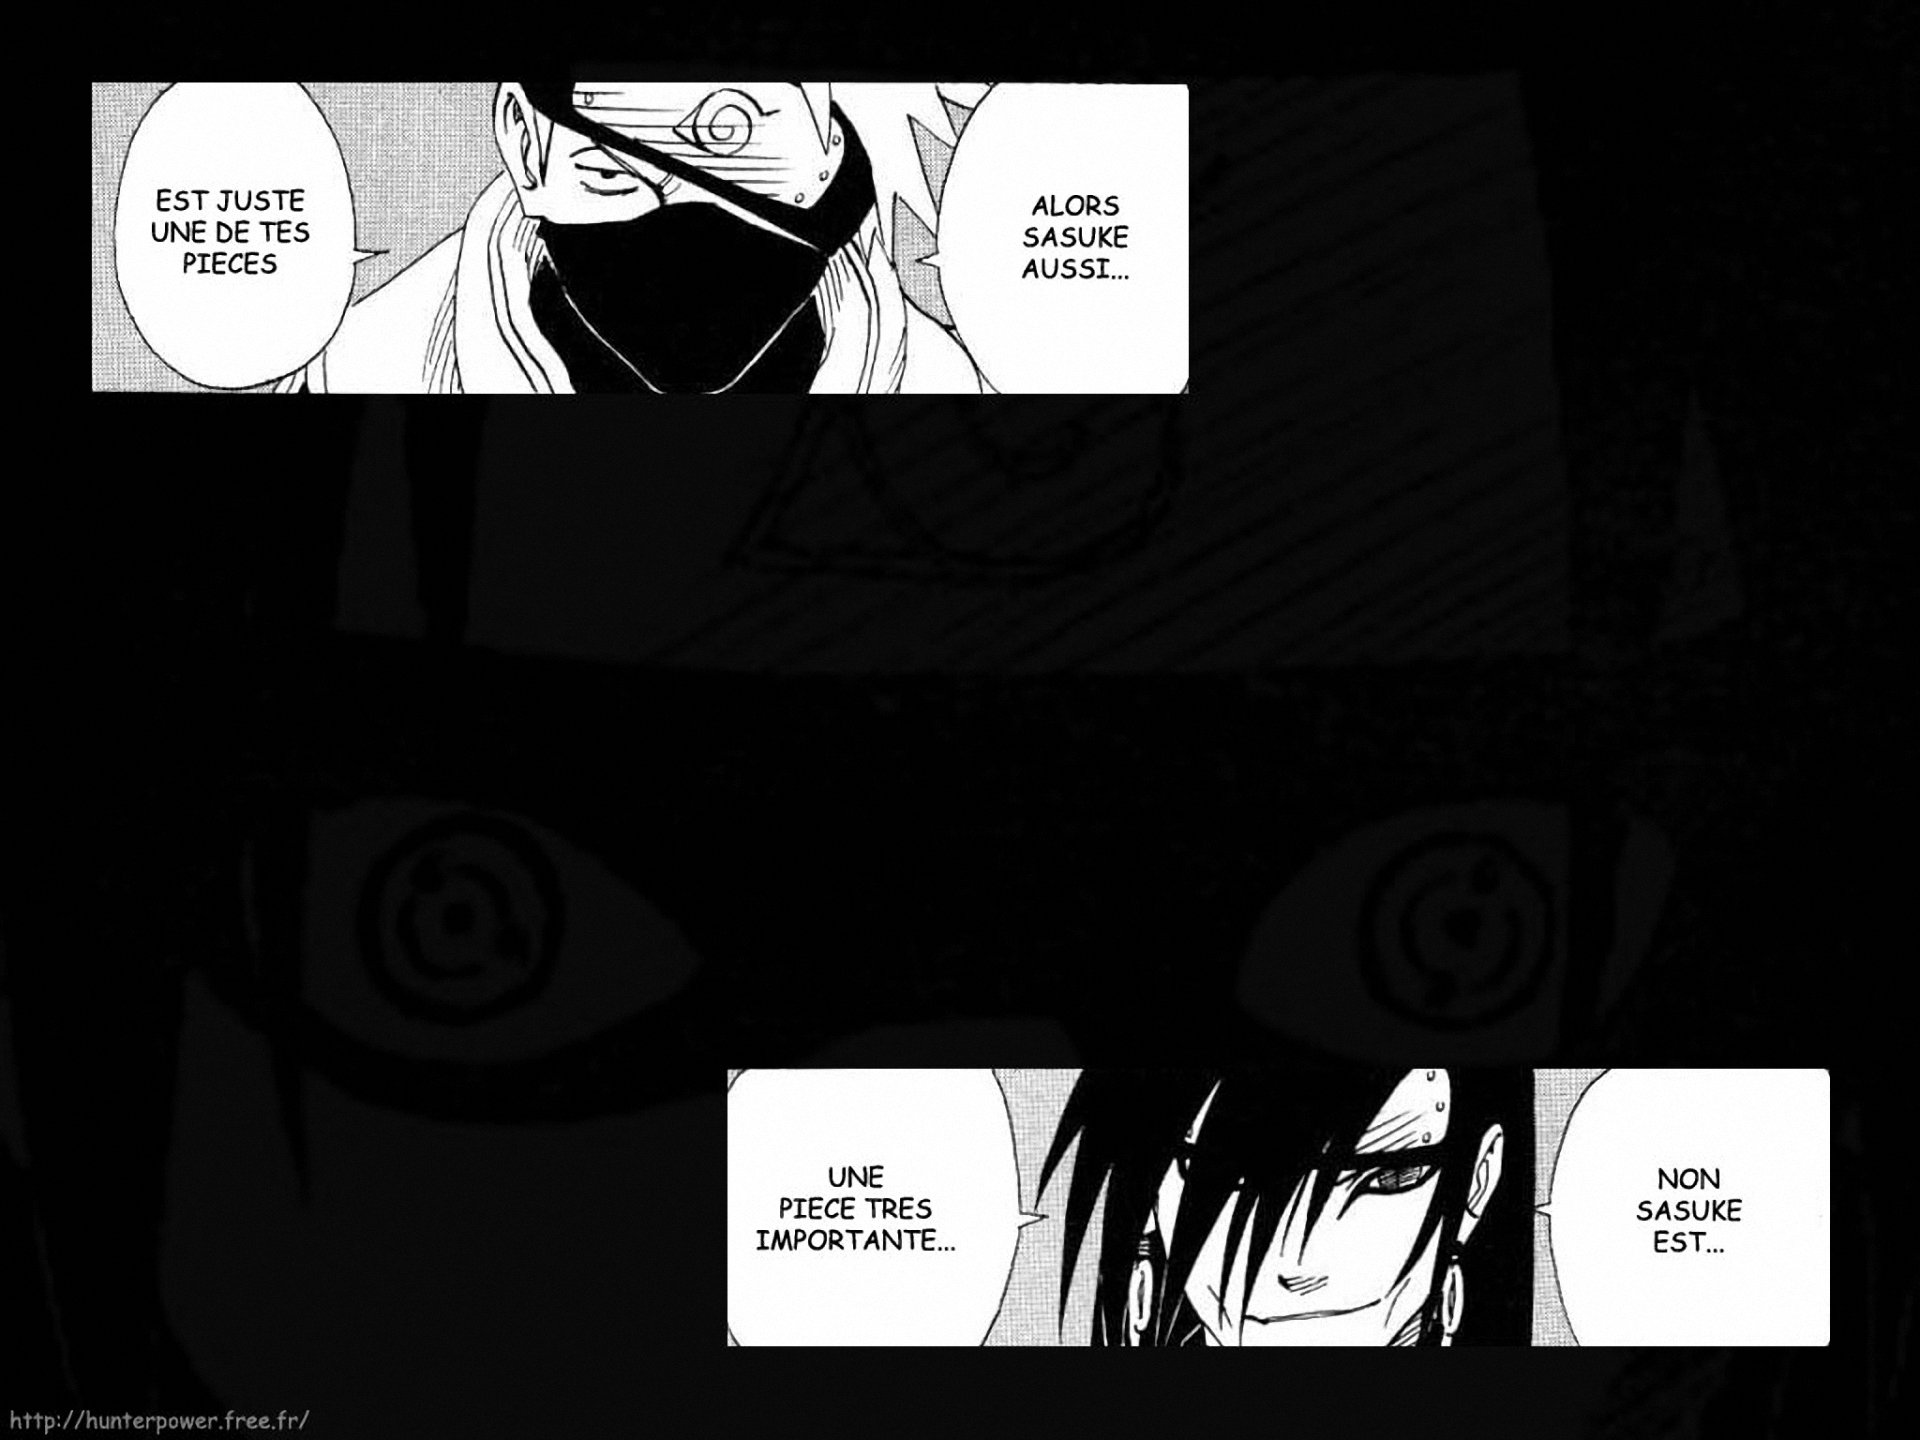 ALORS
SASUKE
AUSSI...
EST JUSTE
UNE DE TES
PIECES
NON
SASUKE
EST...
UNE
PIECE TRES
IMPORTANTE...
http://hunterpower.free.fr/